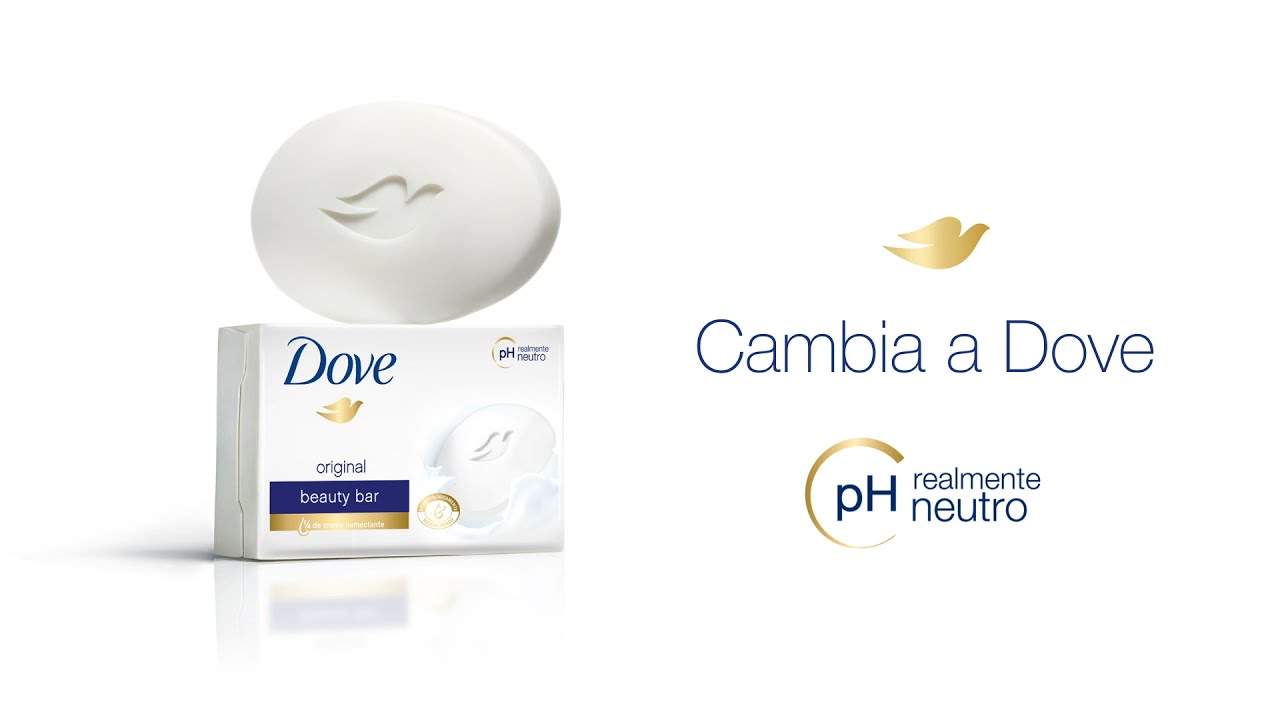 Dove
pH realmente
neutro
original
beauty bar
¼ de crema humectante
Cambia a Dove
pH realmente
neutro